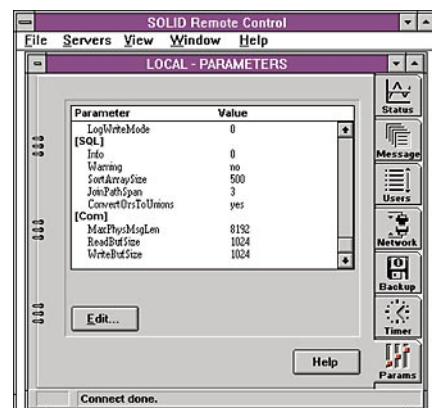 SOLID Remote Control
File Servers View Window Help
LOCAL - PARAMETERS
Parameter Value
LogWriteMode 0
[SQL]
Info 0
Warning no
SortArraySize 500
JoinPathSpan 3
ConvertOrsToUnions yes
[Com]
MaxPhysMsgLen 8192
ReadBufSize 1024
WriteBufSize 1024
Edit...
Help
Status
Message
Users
Network
Backup
Timer
Params
Connect done.